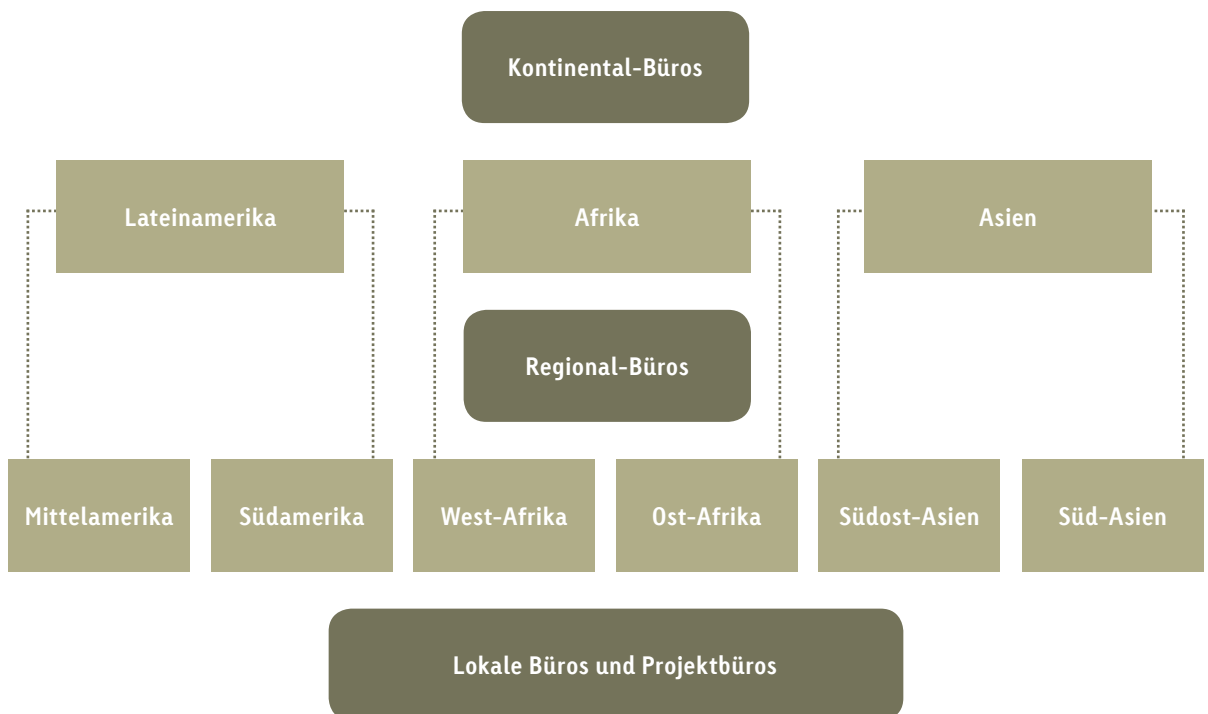 Kontinental-Büros
Lateinamerika
Afrika
Asien
Regional-Büros
Mittelamerika
Südamerika
West-Afrika
Ost-Afrika
Südost-Asien
Süd-Asien
Lokale Büros und Projektbüros